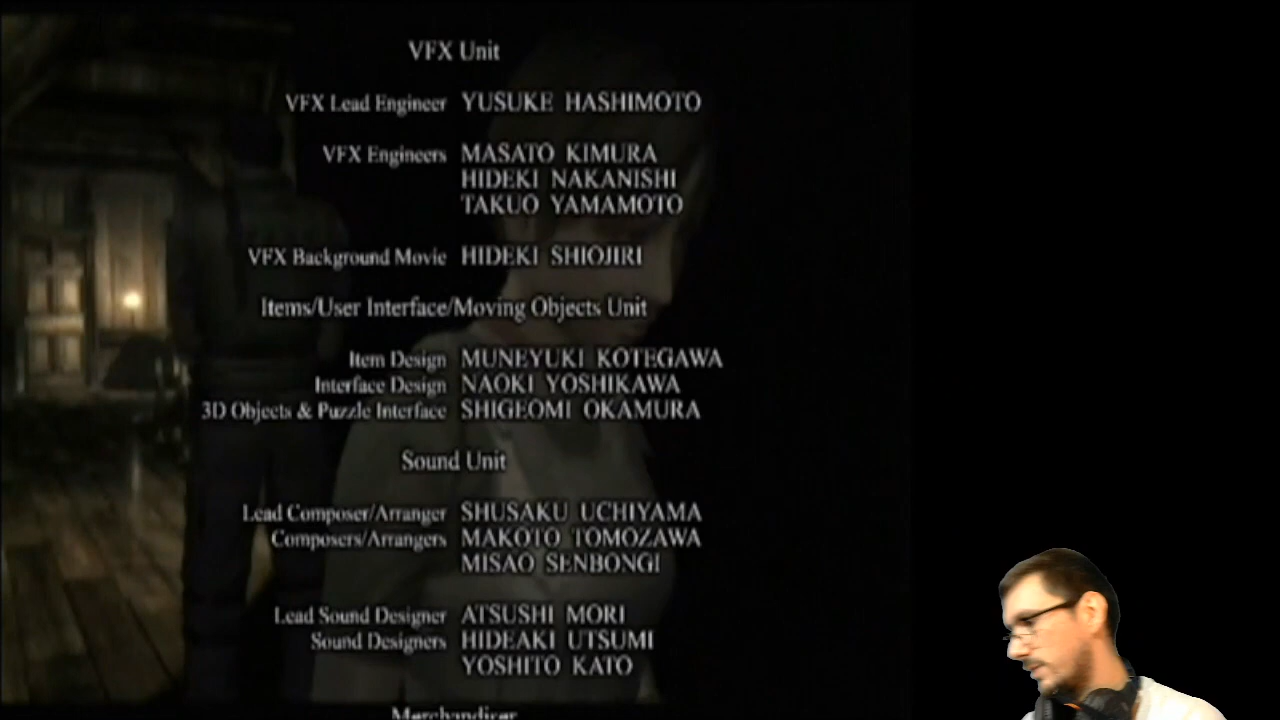 VFX Unit
VFX Lead Engineer YUSUKE HASHIMOTO
VFX Engineers MASATO KIMURA
HIDEKI NAKANISHI
TAKUO YAMAMOTO
VFX Background Movie HIDEKI SHIOJIRI
Items/User Interface/Moving Objects Unit
Item Design MUNEYUKI KOTEGAWA
Interface Design NAOKI YOSHIKAWA
3D Objects & Puzzle Interface SHIGEOMI OKAMURA
Sound Unit
Lead Composer/Arranger SHUSAKU UCHIYAMA
Composers/Arrangers MAKOTO TOMOZAWA
MISAO SENBONGI
Lead Sound Designer ATSUSHI MORI
Sound Designers HIDEAKI UTSUMI
YOSHITO KATO
Merchandiser